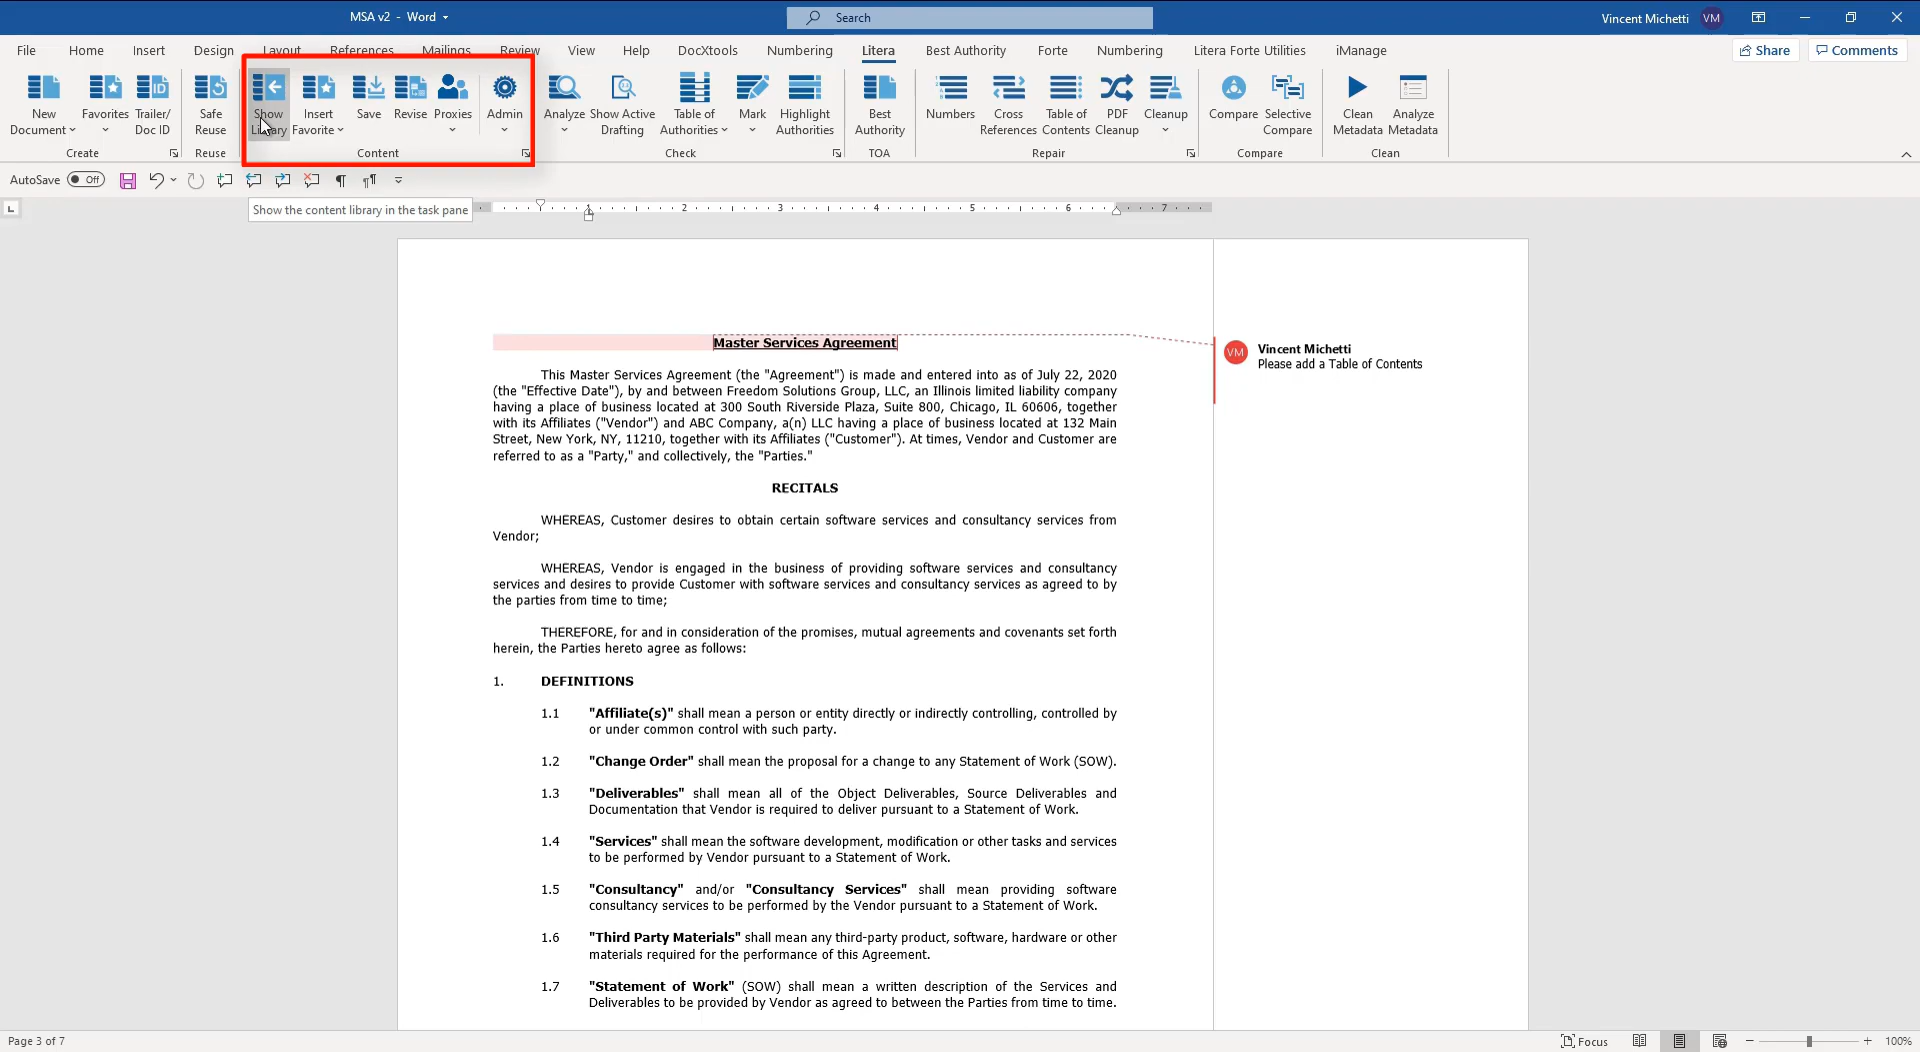 MSA v2 - Word
Search
Vincent Michetti VM
File Home Insert Design Layout References Mailings Review View Help DocXtools Numbering Litera Best Authority Forte Numbering Litera Forte Utilities iManage Share Comments
New Document Favorites Trailer/ Doc ID Safe Reuse Show Library Insert Favorite Save Revise Proxies Admin Analyze Show Active Drafting Table of Authorities Mark Highlight Authorities Best Authority Numbers Cross References Table of Contents PDF Cleanup Cleanup Compare Selective Compare Clean Metadata Analyze Metadata
Create Reuse Content Check TOA Repair Compare Clean
AutoSave Off
Show the content library in the task pane
1 2 3 4 5 6 7
Master Services Agreement
VM Vincent Michetti
Please add a Table of Contents
This Master Services Agreement (the "Agreement") is made and entered into as of July 22, 2020
(the "Effective Date"), by and between Freedom Solutions Group, LLC, an Illinois limited liability company
having a place of business located at 300 South Riverside Plaza, Suite 800, Chicago, IL 60606, together
with its Affiliates ("Vendor") and ABC Company, a(n) LLC having a place of business located at 132 Main
Street, New York, NY, 11210, together with its Affiliates ("Customer"). At times, Vendor and Customer are
referred to as a "Party," and collectively, the "Parties."
RECITALS
WHEREAS, Customer desires to obtain certain software services and consultancy services from
Vendor;
WHEREAS, Vendor is engaged in the business of providing software services and consultancy
services and desires to provide Customer with software services and consultancy services as agreed to by
the parties from time to time;
THEREFORE, for and in consideration of the promises, mutual agreements and covenants set forth
herein, the Parties hereto agree as follows:
1. DEFINITIONS
1.1 "Affiliate(s)" shall mean a person or entity directly or indirectly controlling, controlled by
or under common control with such party.
1.2 "Change Order" shall mean the proposal for a change to any Statement of Work (SOW).
1.3 "Deliverables" shall mean all of the Object Deliverables, Source Deliverables and
Documentation that Vendor is required to deliver pursuant to a Statement of Work.
1.4 "Services" shall mean the software development, modification or other tasks and services
to be performed by Vendor pursuant to a Statement of Work.
1.5 "Consultancy" and/or "Consultancy Services" shall mean providing software
consultancy services to be performed by the Vendor pursuant to a Statement of Work.
1.6 "Third Party Materials" shall mean any third-party product, software, hardware or other
materials required for the performance of this Agreement.
1.7 "Statement of Work" (SOW) shall mean a written description of the Services and
Deliverables to be provided by Vendor as agreed to between the Parties from time to time.
Page 3 of 7
Focus
100%